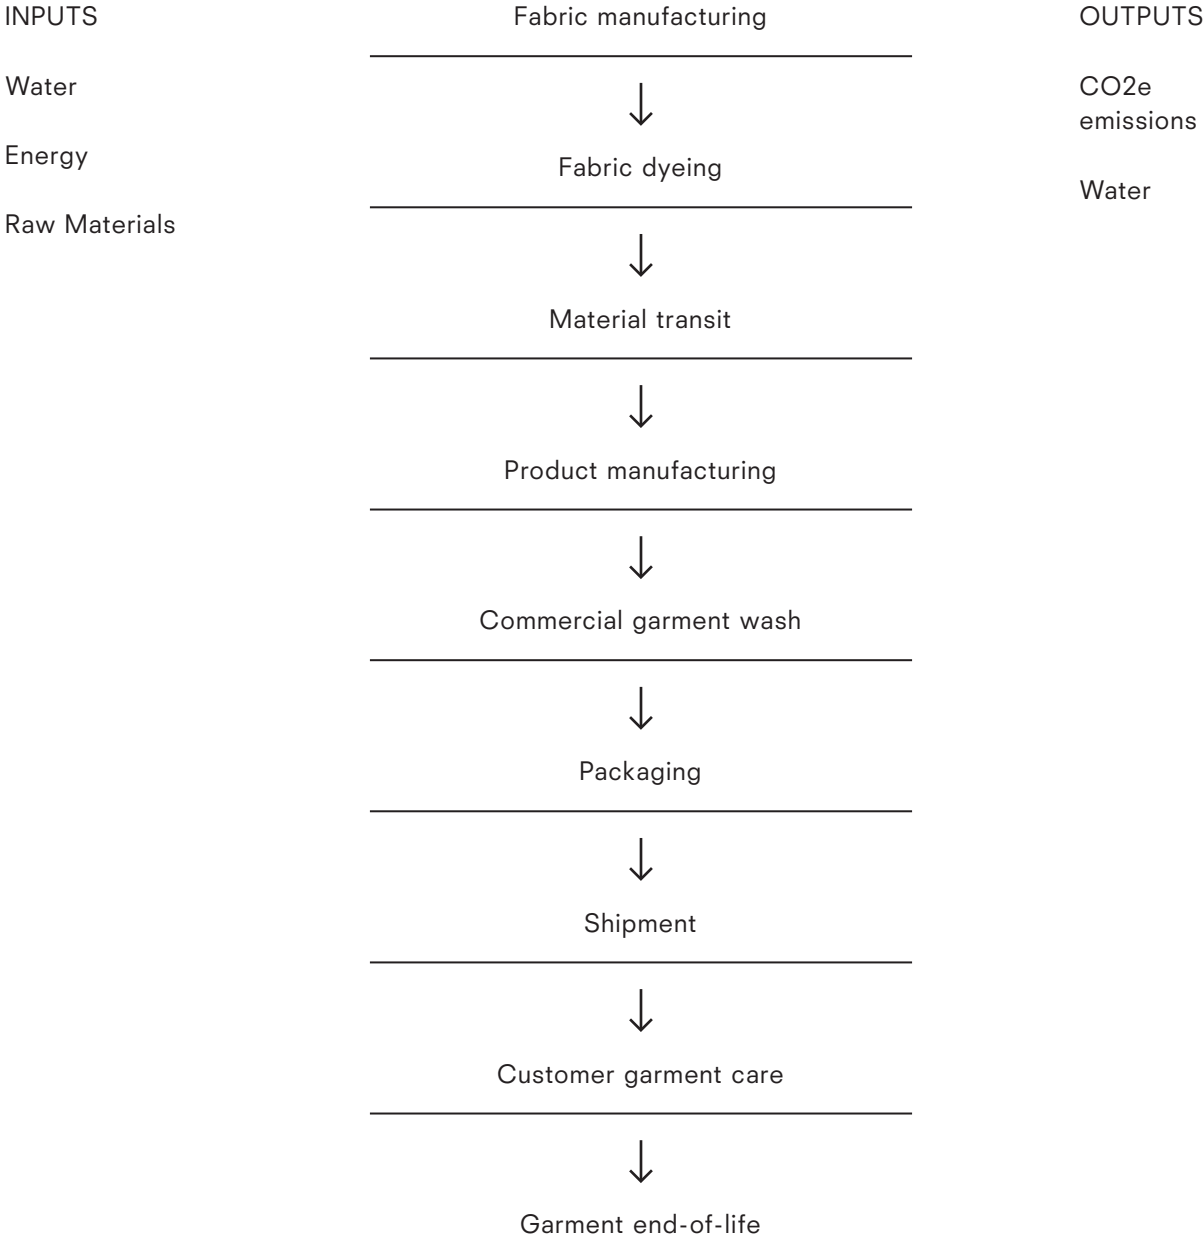 INPUTS
Water
Energy
Raw Materials
Fabric manufacturing
Fabric dyeing
Material transit
Product manufacturing
Commercial garment wash
Packaging
Shipment
Customer garment care
Garment end-of-life
OUTPUTS
CO2e
emissions
Water